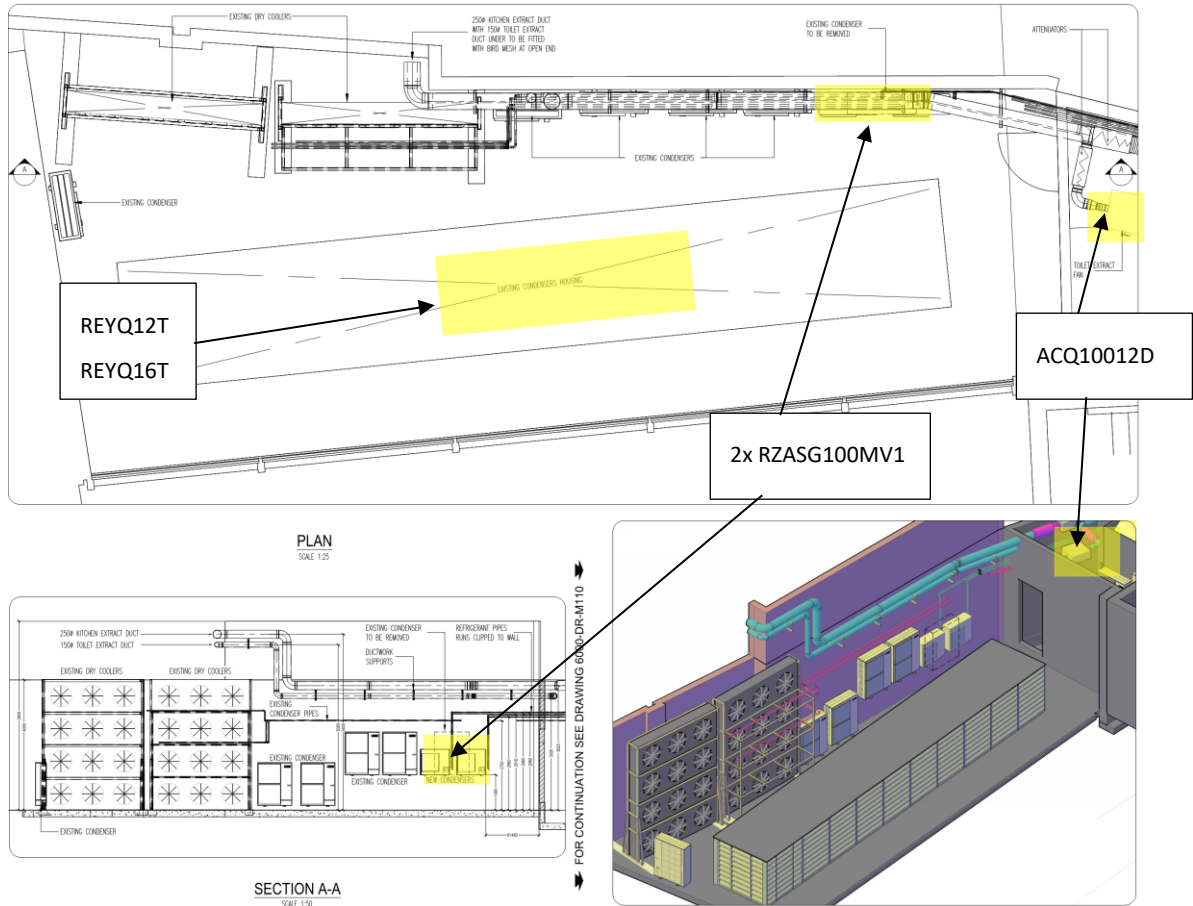 EXISTING DRY COOLERS
250ø KITCHEN EXTRACT DUCT
WITH 150ø TOILET EXTRACT
DUCT UNDER TO BE FITTED
WITH BIRD MESH AT OPEN END
EXISTING CONDENSER
TO BE REMOVED
ATTENUATORS
A
A
EXISTING CONDENSERS
EXISTING CONDENSER
EXISTING CONDENSERS HOUSING
TOILET EXTRACT
FAN
REYQ12T
REYQ16T
ACQ10012D
2x RZASG100MV1
PLAN
SCALE 1:25
250ø KITCHEN EXTRACT DUCT
150ø TOILET EXTRACT DUCT
EXISTING CONDENSER
TO BE REMOVED
REFRIGERANT PIPES
RUNS CLIPPED TO WALL
DUCTWORK
SUPPORTS
EXISTING DRY COOLERS
EXISTING DRY COOLERS
EXISTING
CONDENSER PIPES
EXISTING CONDENSER
EXISTING CONDENSER
NEW CONDENSERS
EXISTING CONDENSER
SECTION A-A
SCALE 1:50
FOR CONTINUATION SEE DRAWING 6000-DR-M110